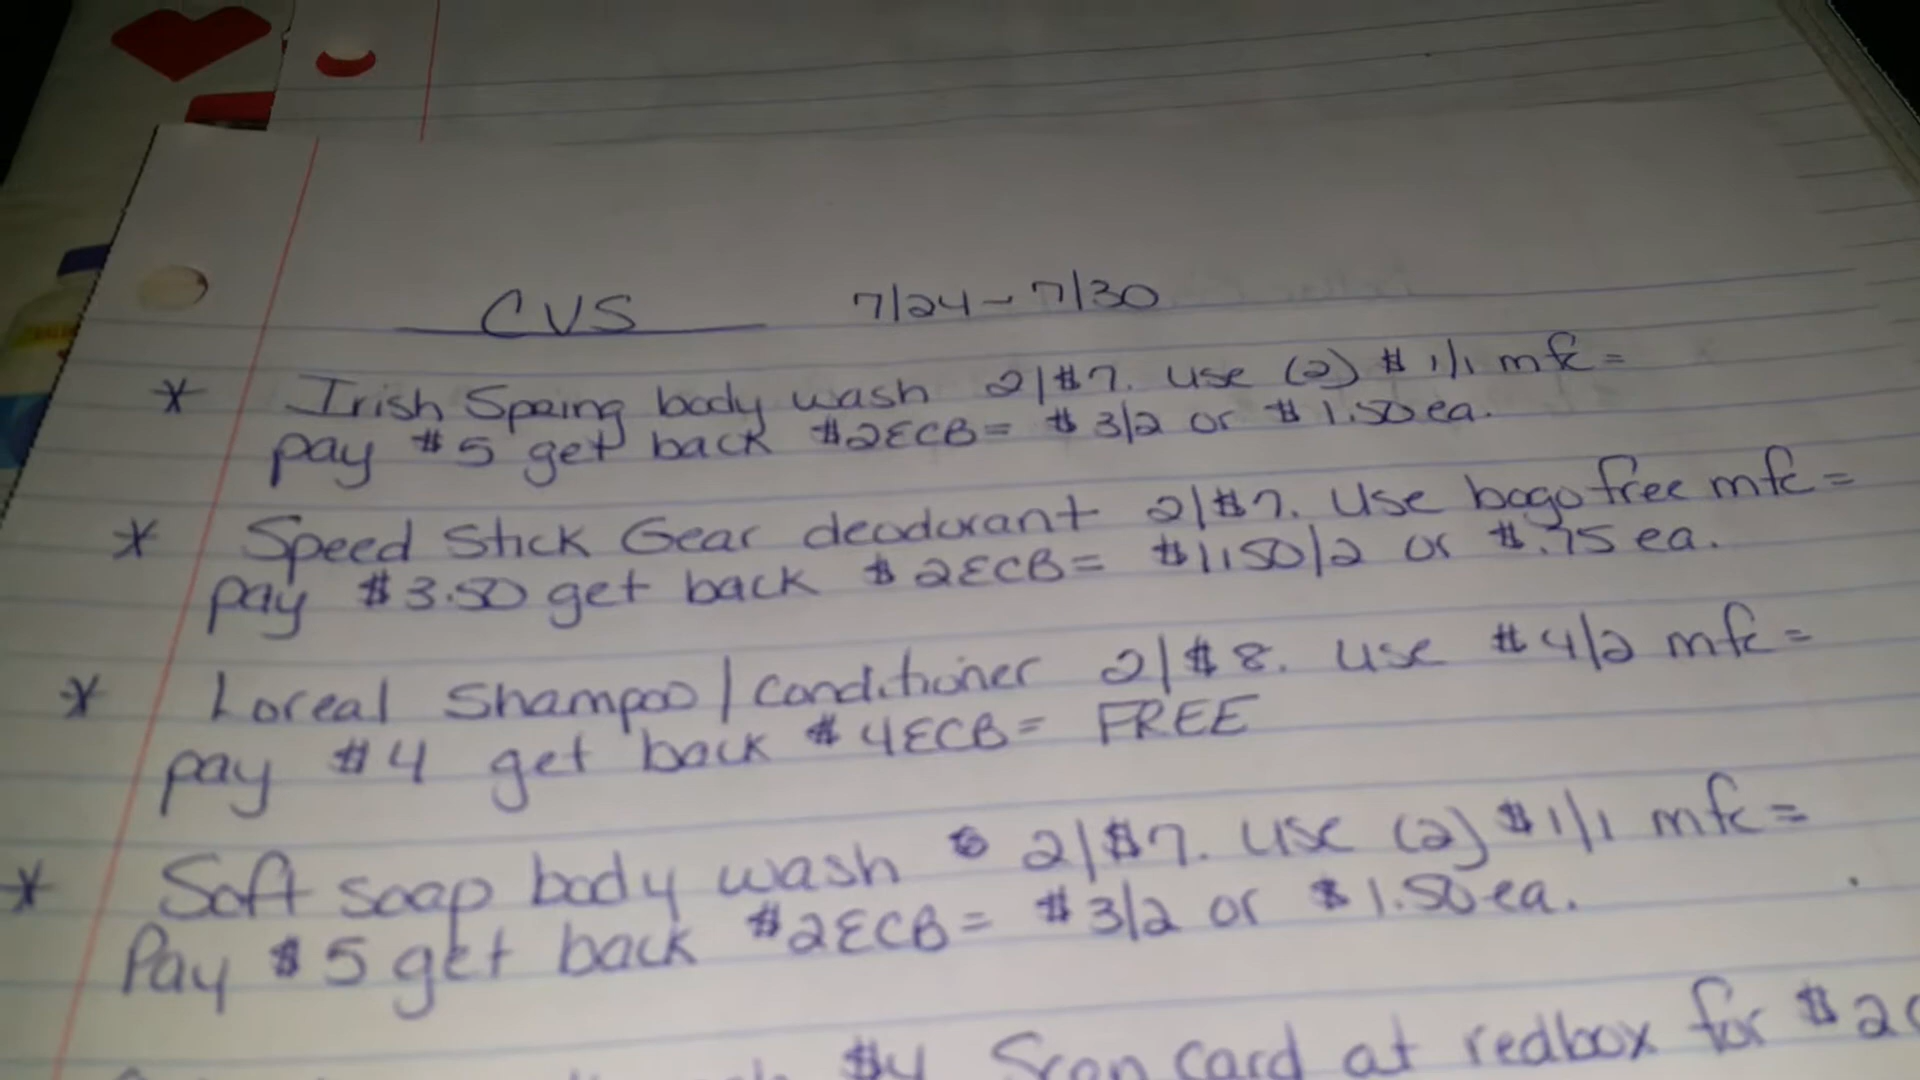 CVS 7/24 - 7/30
* Irish Spring body wash 2/$7. use (2) $1/1 mfc =
pay $5 get back $2ECB = $3/2 or $1.50 ea.
* Speed Stick Gear deodorant 2/$7. Use bogo free mfc =
pay $3.50 get back $2ECB = $1.50/2 or $.75 ea.
* Loreal Shampoo/Conditioner 2/$8. use $4/2 mfc =
pay $4 get back $4ECB = FREE
* Soft soap body wash 2/$7. use (2) $1/1 mfc =
Pay $5 get back $2ECB = $3/2 or $1.50 ea.
$4 Scan card at redbox for $2